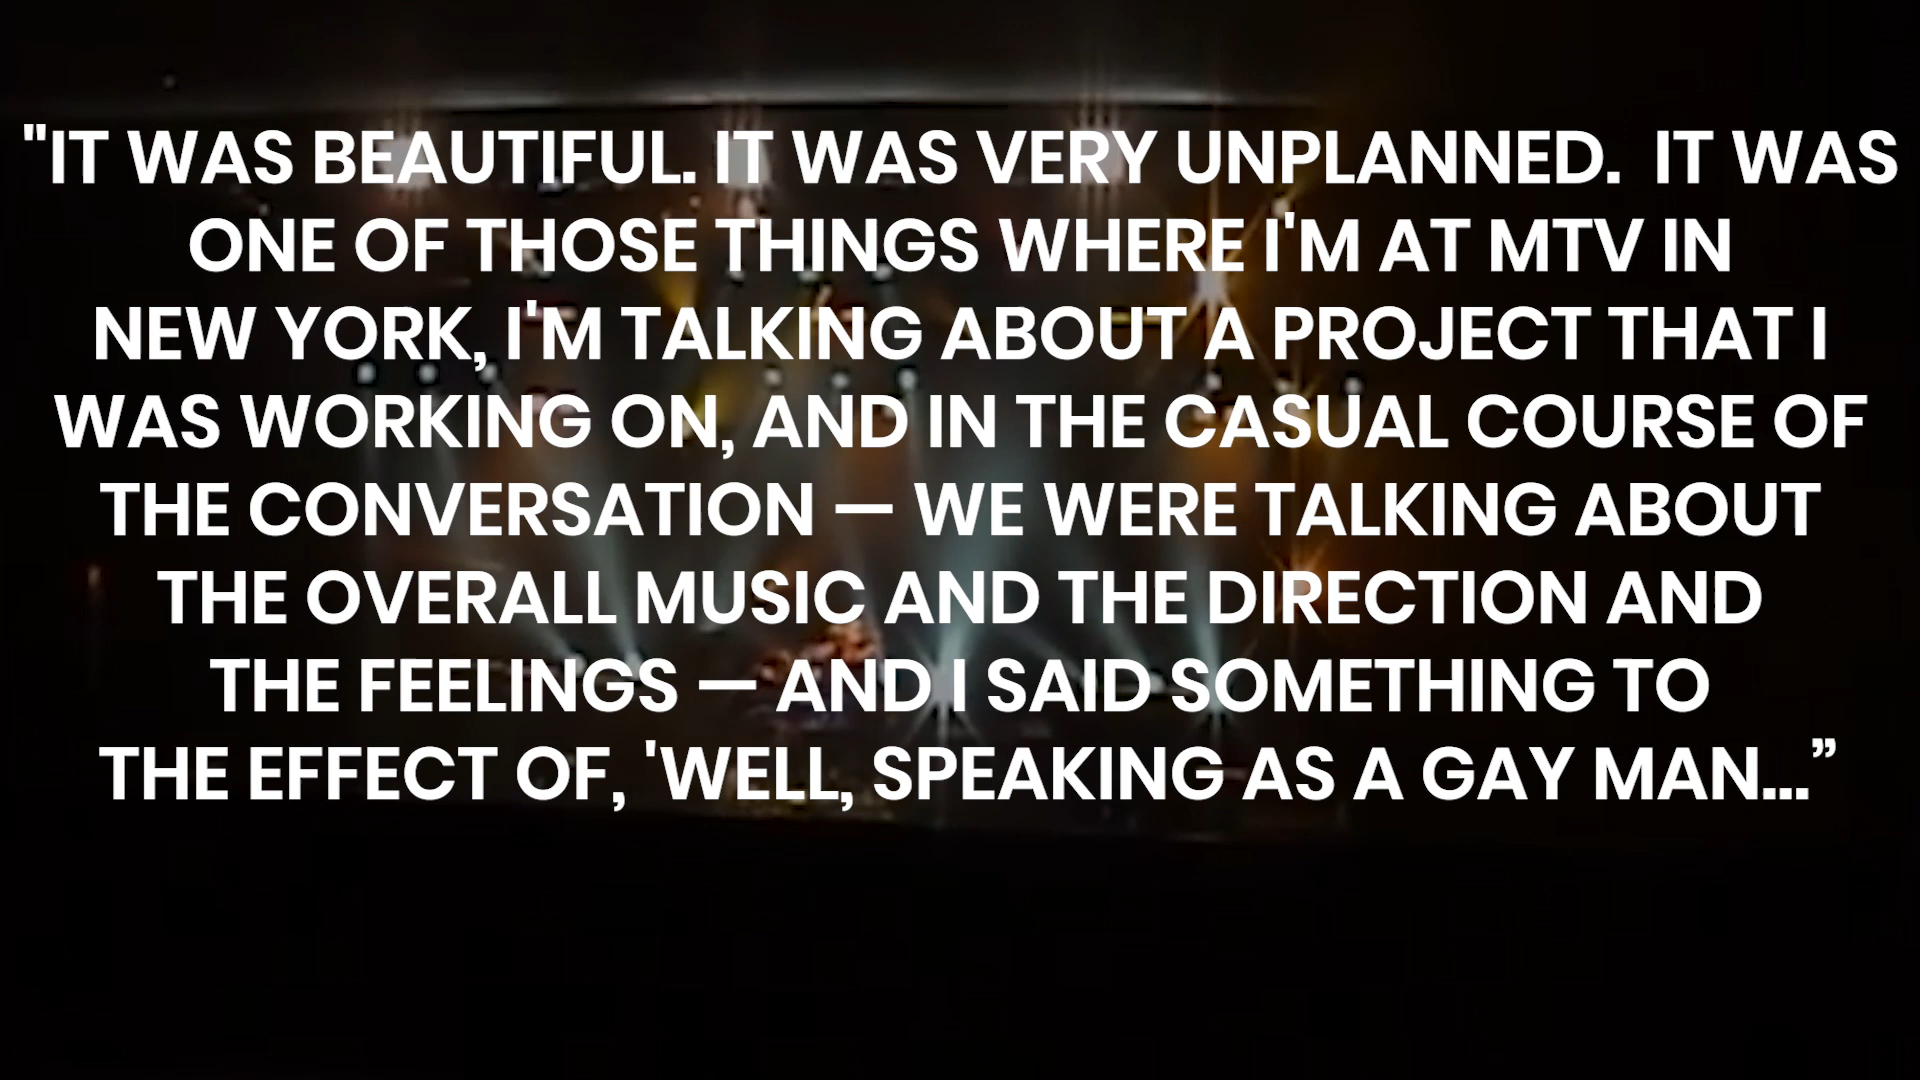 "IT WAS BEAUTIFUL. IT WAS VERY UNPLANNED.  IT WAS
ONE OF THOSE THINGS WHERE I'M AT MTV IN
NEW YORK, I'M TALKING ABOUT A PROJECT THAT I
WAS WORKING ON, AND IN THE CASUAL COURSE OF
THE CONVERSATION — WE WERE TALKING ABOUT
THE OVERALL MUSIC AND THE DIRECTION AND
THE FEELINGS — AND I SAID SOMETHING TO
THE EFFECT OF, 'WELL, SPEAKING AS A GAY MAN...”